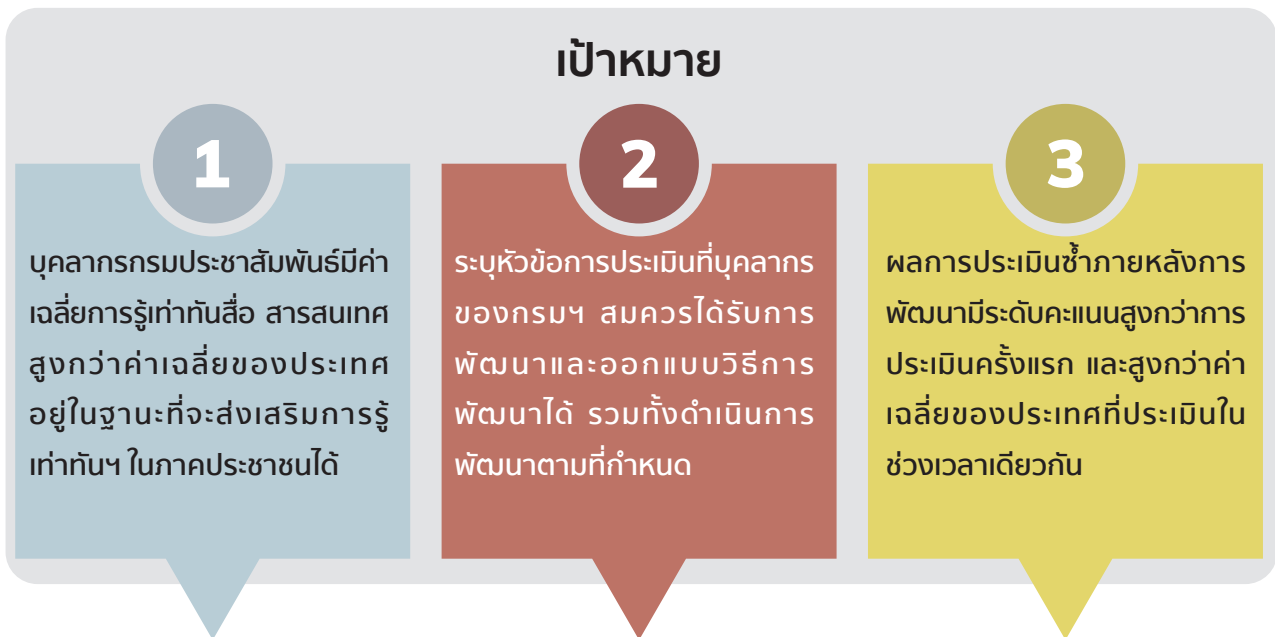 เป้าหมาย
1
บุคลากรกรมประชาสัมพันธ์มีค่า
เฉลี่ยการรู้เท่าทันสื่อ สารสนเทศ
สูงกว่าค่าเฉลี่ยของประเทศ
อยู่ในฐานะที่จะส่งเสริมการรู้
เท่าทันฯ ในภาคประชาชนได้
2
ระบุหัวข้อการประเมินที่บุคลากร
ของกรมฯ สมควรได้รับการ
พัฒนาและออกแบบวิธีการ
พัฒนาได้ รวมทั้งดำเนินการ
พัฒนาตามที่กำหนด
3
ผลการประเมินซ้ำภายหลังการ
พัฒนามีระดับคะแนนสูงกว่าการ
ประเมินครั้งแรก และสูงกว่าค่า
เฉลี่ยของประเทศที่ประเมินใน
ช่วงเวลาเดียวกัน